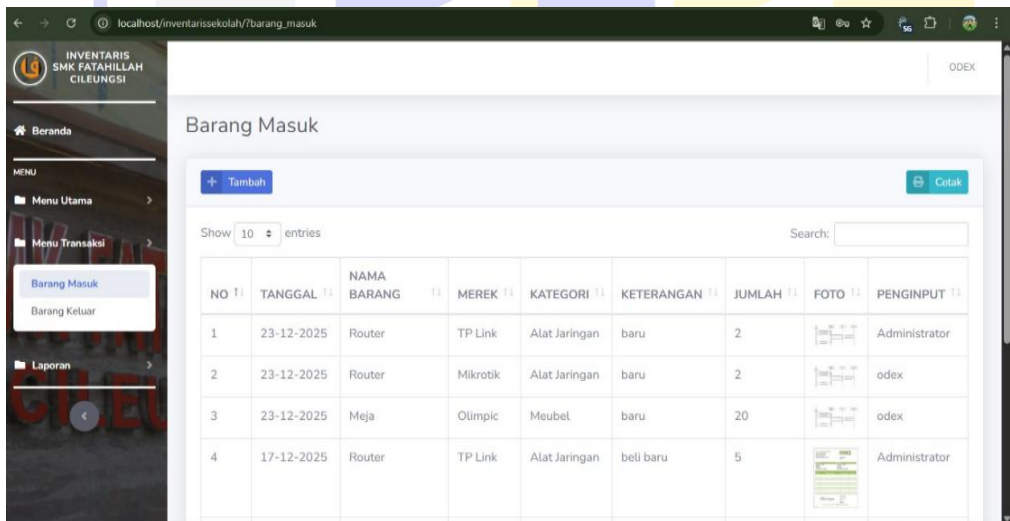 localhost/inventarissekolah/?barang_masuk
56
INVENTARIS
SMK FATAHILLAH
CILEUNGSI
ODEX
Beranda
Barang Masuk
MENU
Tambah
Cetak
Menu Utama
Show 10 entries
Search:
Menu Transaksi
Barang Masuk
Barang Keluar
NO TANGGAL NAMA BARANG MEREK KATEGORI KETERANGAN JUMLAH FOTO PENGINPUT
1 23-12-2025 Router TP Link Alat Jaringan baru 2 Administrator
2 23-12-2025 Router Mikrotik Alat Jaringan baru 2 odex
Laporan
3 23-12-2025 Meja Olimpic Meubel baru 20 odex
4 17-12-2025 Router TP Link Alat Jaringan beli baru 5 Administrator